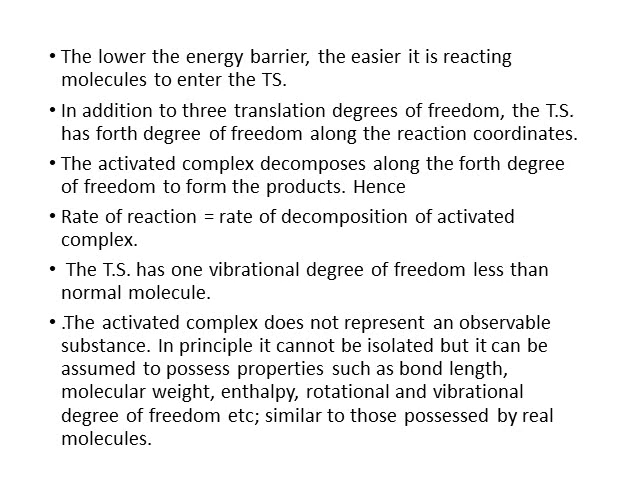 • The lower the energy barrier, the easier it is reacting
molecules to enter the TS.
• In addition to three translation degrees of freedom, the T.S.
has forth degree of freedom along the reaction coordinates.
• The activated complex decomposes along the forth degree
of freedom to form the products. Hence
• Rate of reaction = rate of decomposition of activated
complex.
• The T.S. has one vibrational degree of freedom less than
normal molecule.
• .The activated complex does not represent an observable
substance. In principle it cannot be isolated but it can be
assumed to possess properties such as bond length,
molecular weight, enthalpy, rotational and vibrational
degree of freedom etc; similar to those possessed by real
molecules.